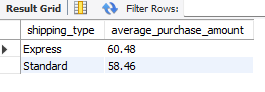 Result Grid Filter Rows:
shipping_type average_purchase_amount
Express 60.48
Standard 58.46